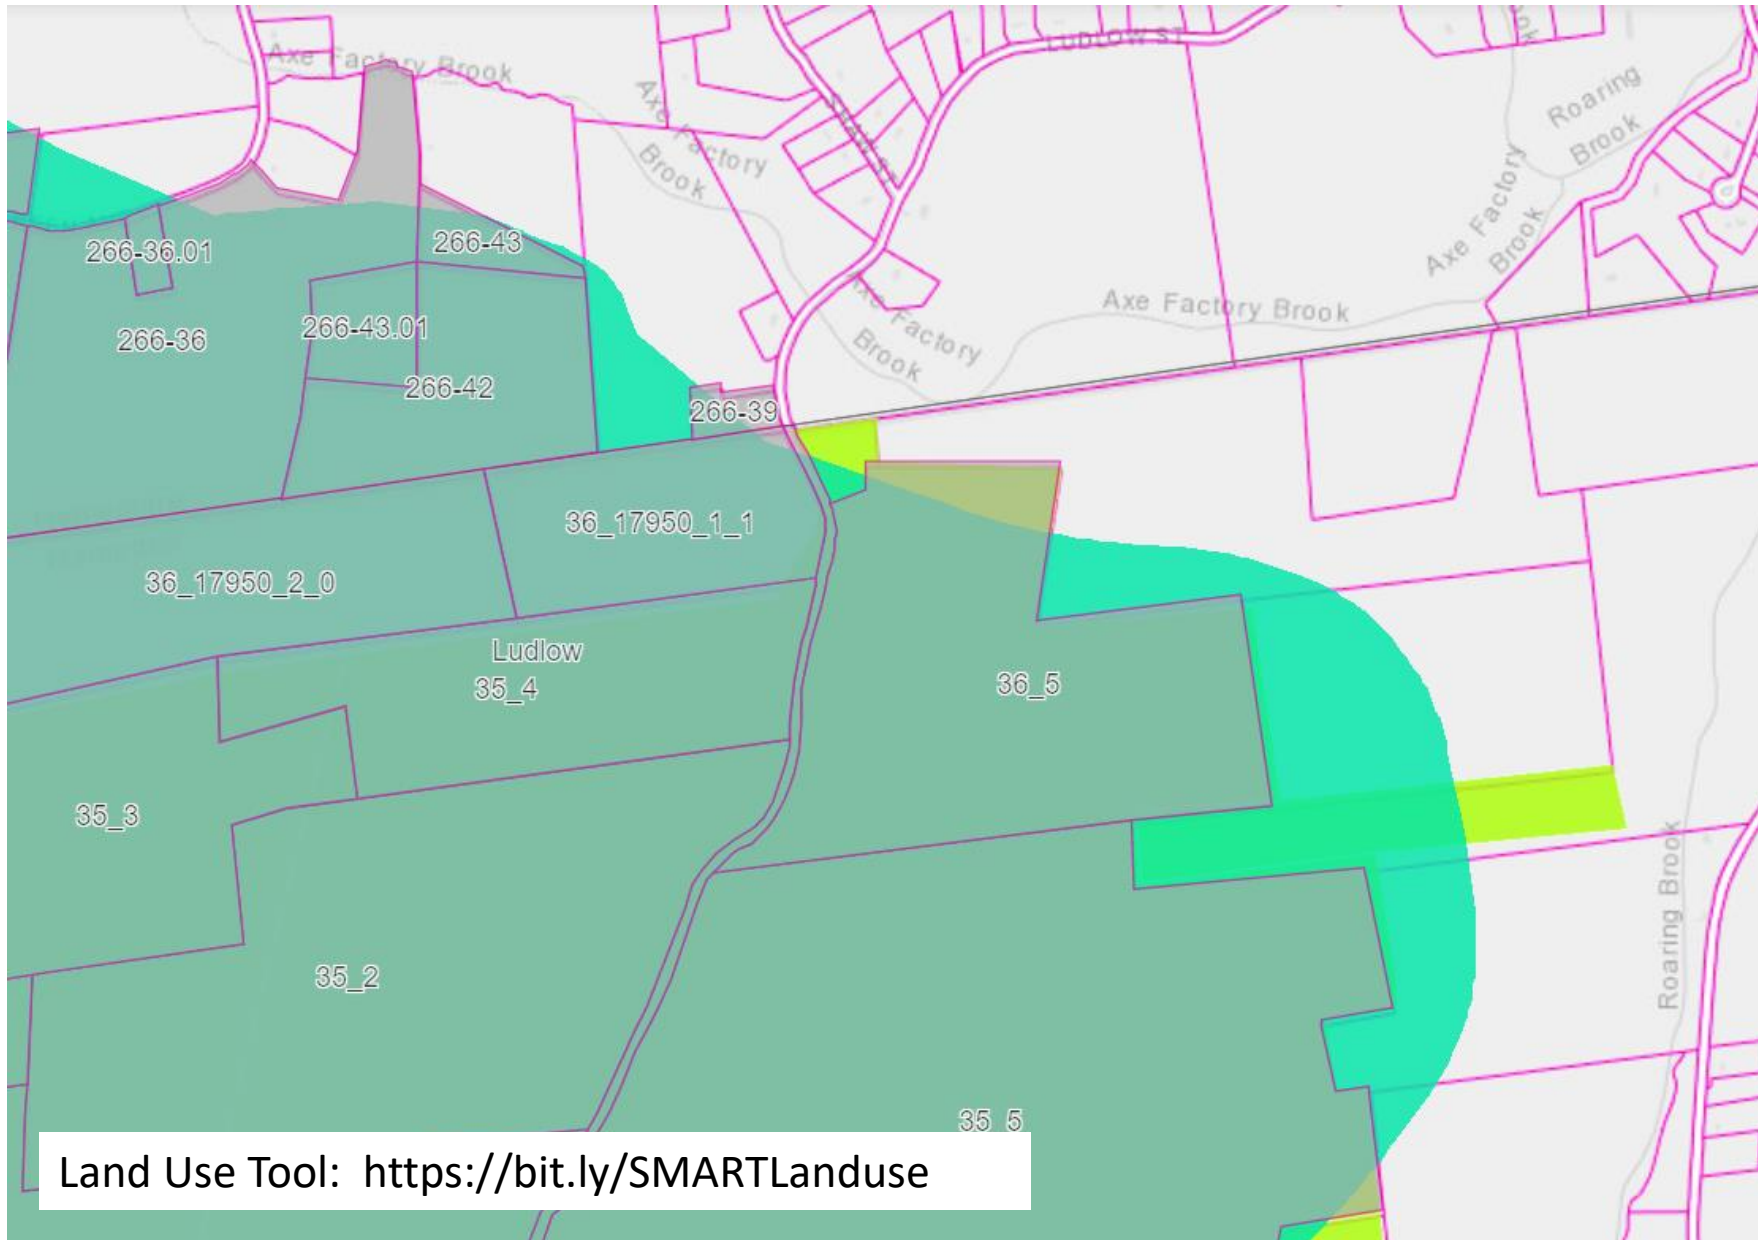 Axe Factory Brook
LUDLOW ST
Roaring
Brook
Axe Factory
Brook
SHAW ST
Axe Factory
Brook
266-36.01
266-43
266-36
266-43.01
266-42
266-39
Axe Factory
Brook
Axe Factory Brook
36_17950_1_1
36_17950_2_0
Ludlow
35_4
36_5
35_3
35_2
Roaring Brook
35_5
Land Use Tool: https://bit.ly/SMARTLanduse